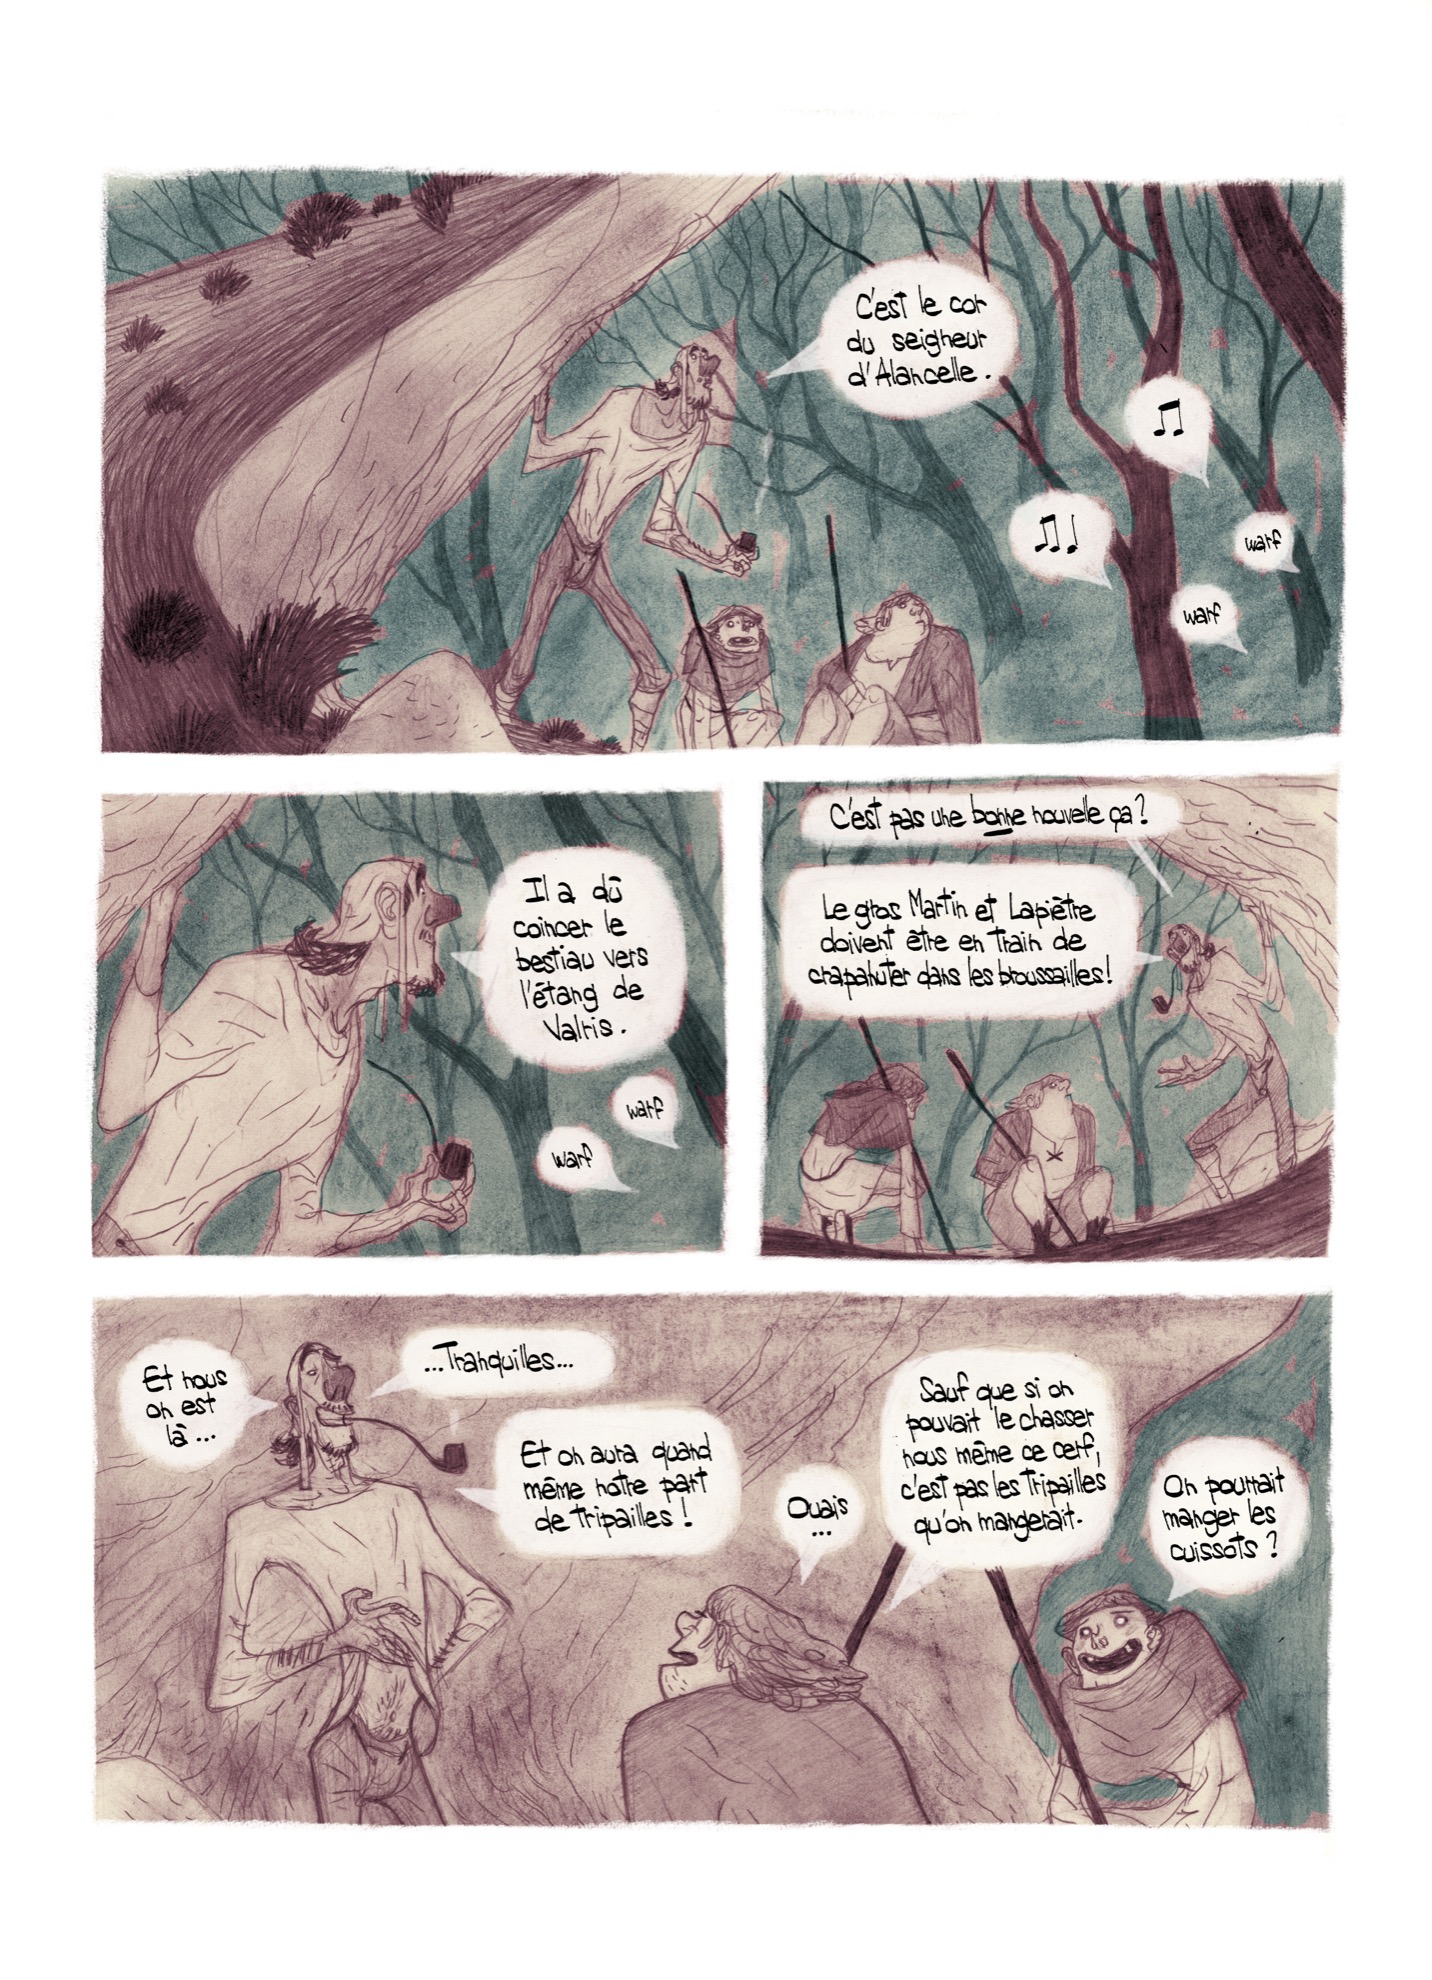 C'est le cor
du seigneur
d'Alancelle.
♫
♫♩
warf
warf
Il a dû
coincer le
bestiau vers
l'étang de
Valris.
warf
warf
C'est pas une bonne nouvelle ça?
Le gros Martin et Lapiètre
doivent être en train de
crapahuter dans les broussailles!
Et nous
on est
là...
...Tranquilles...
Et on aura quand
même notre part
de Tripailles!
Ouais
...
Sauf que si on
pouvait le chasser
nous même ce cerf,
c'est pas les Tripailles
qu'on mangerait.
On pourrait
manger les
cuissots?